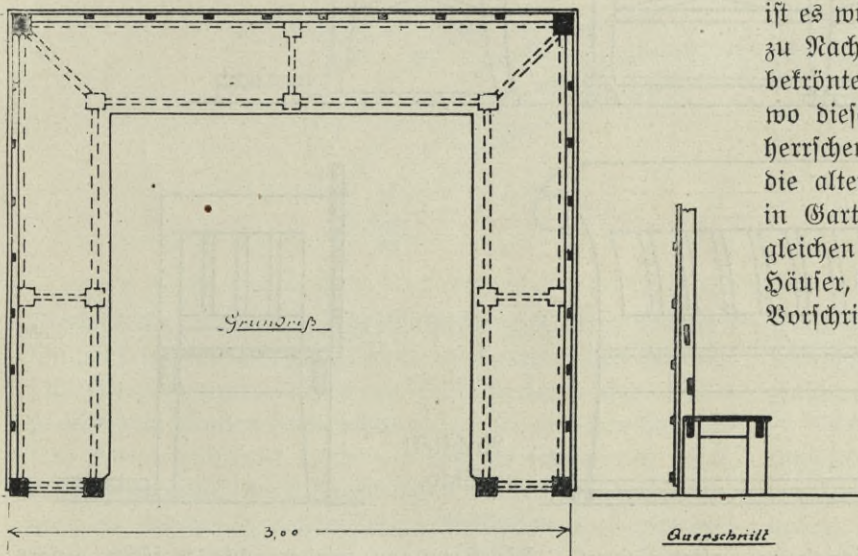 ist es wi
zu Nach
bekrönte
wo dies
herrschen
die alte
in Gart
gleichen
Häuser,
Vorschri
Grundriß
3,00
Querschnitt